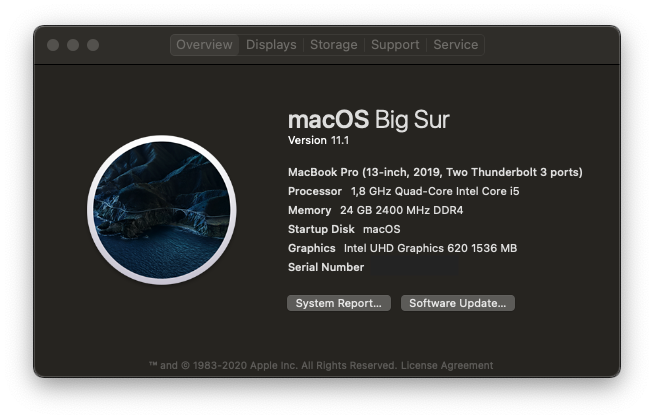 Overview Displays Storage Support Service
macOS Big Sur
Version 11.1
MacBook Pro (13-inch, 2019, Two Thunderbolt 3 ports)
Processor 1,8 GHz Quad-Core Intel Core i5
Memory 24 GB 2400 MHz DDR4
Startup Disk macOS
Graphics Intel UHD Graphics 620 1536 MB
Serial Number
System Report... Software Update...
™ and © 1983-2020 Apple Inc. All Rights Reserved. License Agreement